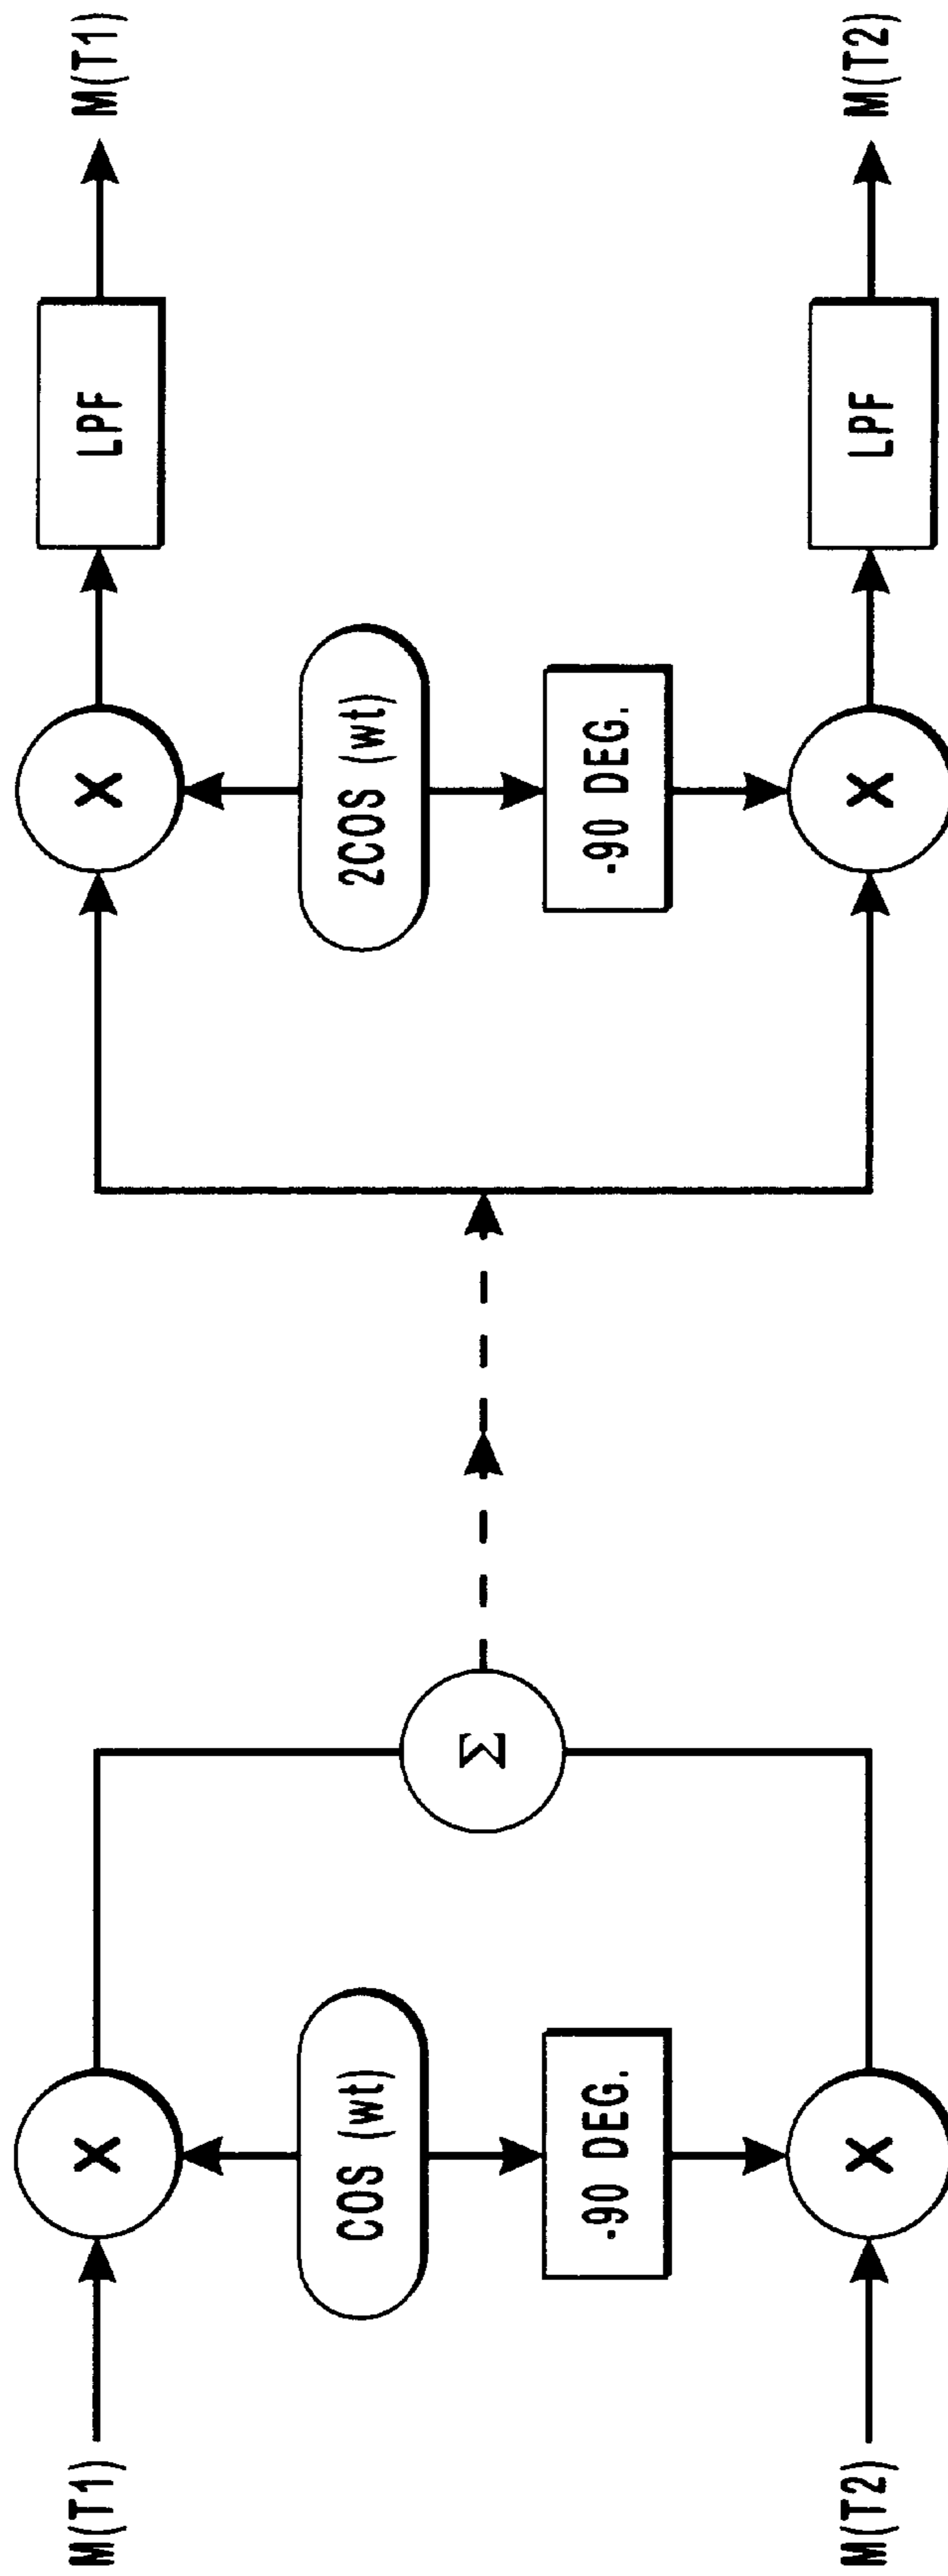 M(T1)
X
COS (wt)
-90 DEG.
X
M(T2)
Σ
X
2COS (wt)
-90 DEG.
X
LPF
M(T1)
LPF
M(T2)